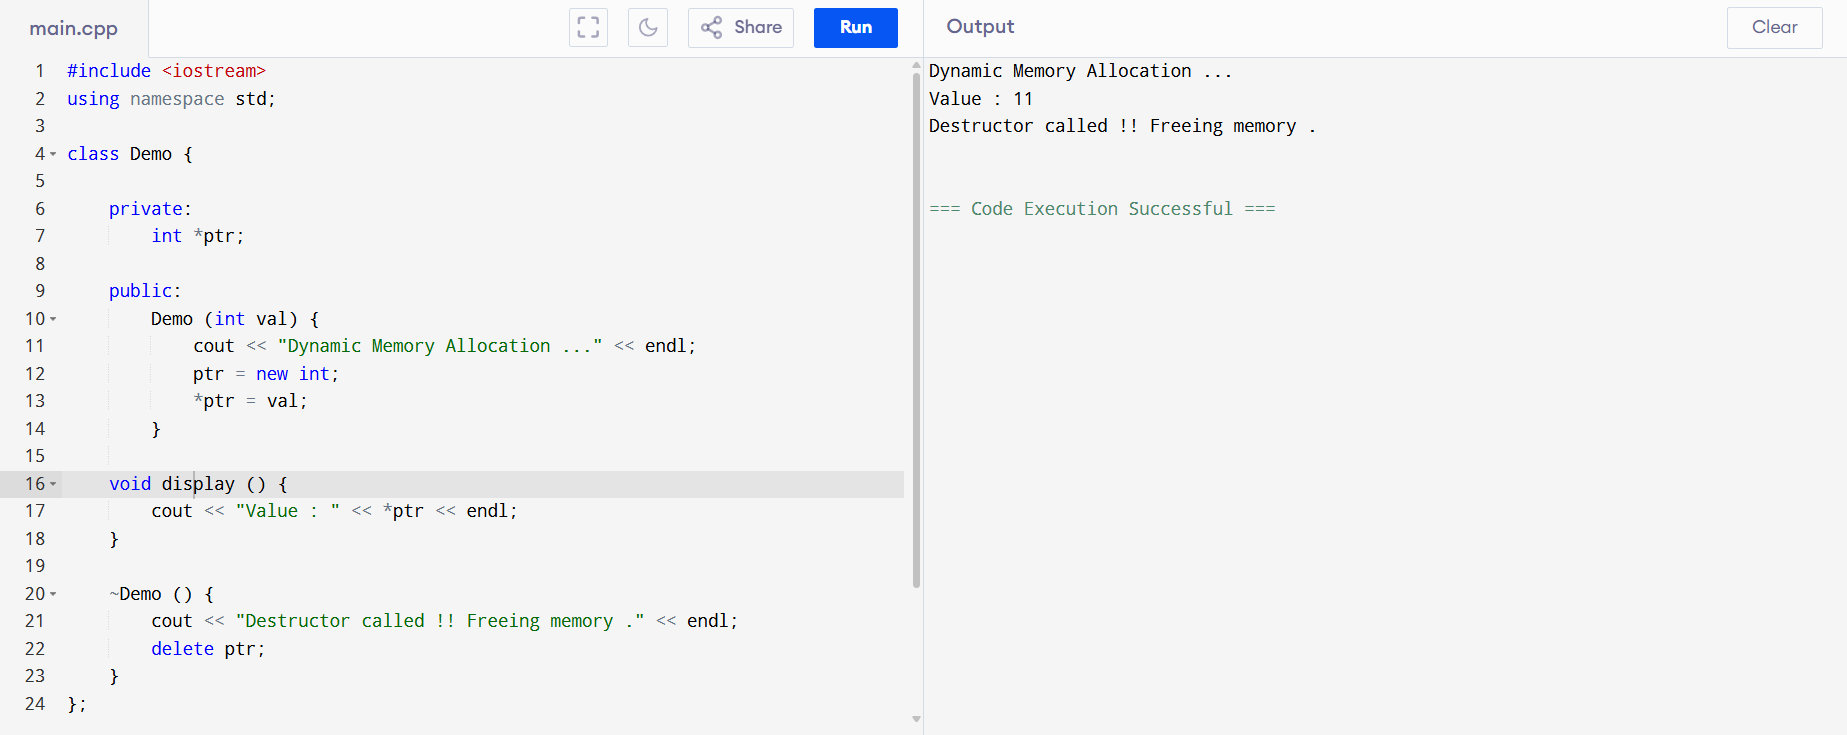 main.cpp
Share
Run
Output
Clear
1 #include <iostream>
2 using namespace std;
3
4 class Demo {
5
6 private:
7 int *ptr;
8
9 public:
10 Demo (int val) {
11 cout << "Dynamic Memory Allocation ..." << endl;
12 ptr = new int;
13 *ptr = val;
14 }
15
16 void display () {
17 cout << "Value : " << *ptr << endl;
18 }
19
20 ~Demo () {
21 cout << "Destructor called !! Freeing memory ." << endl;
22 delete ptr;
23 }
24 };
Dynamic Memory Allocation ...
Value : 11
Destructor called !! Freeing memory .
=== Code Execution Successful ===